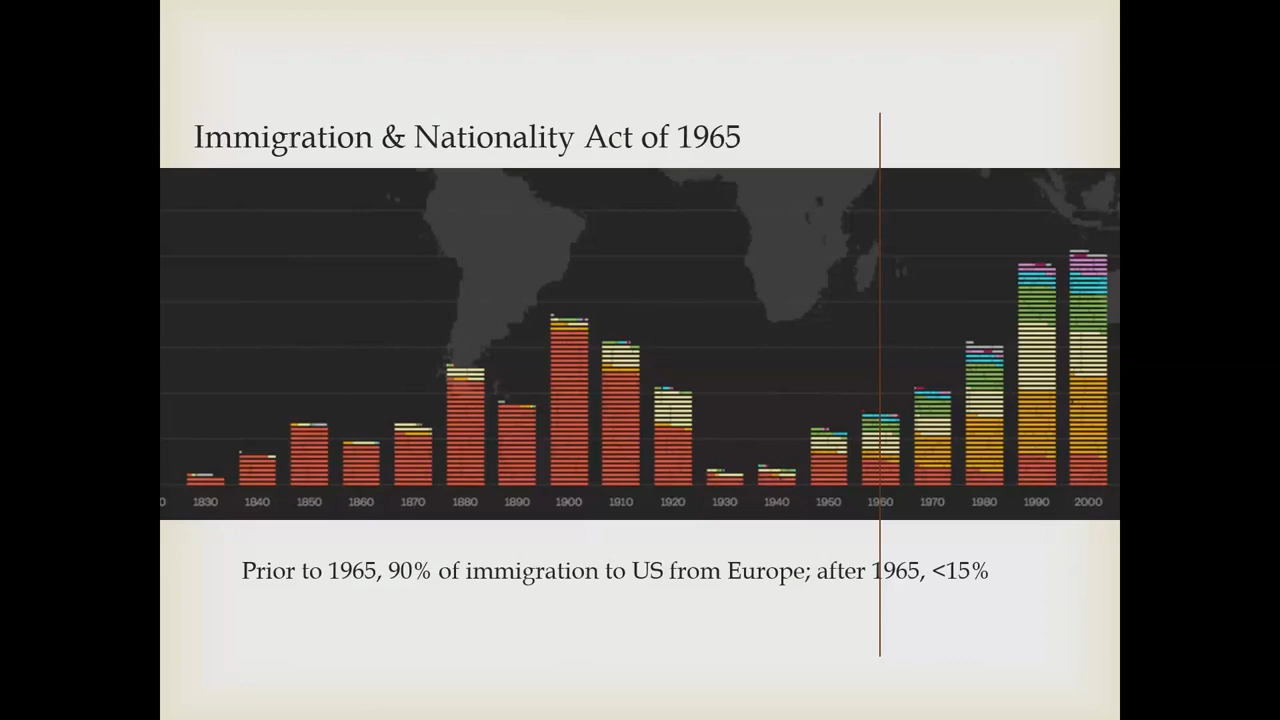 Immigration & Nationality Act of 1965
0 1830 1840 1850 1860 1870 1880 1890 1900 1910 1920 1930 1940 1950 1960 1970 1980 1990 2000
Prior to 1965, 90% of immigration to US from Europe; after 1965, <15%